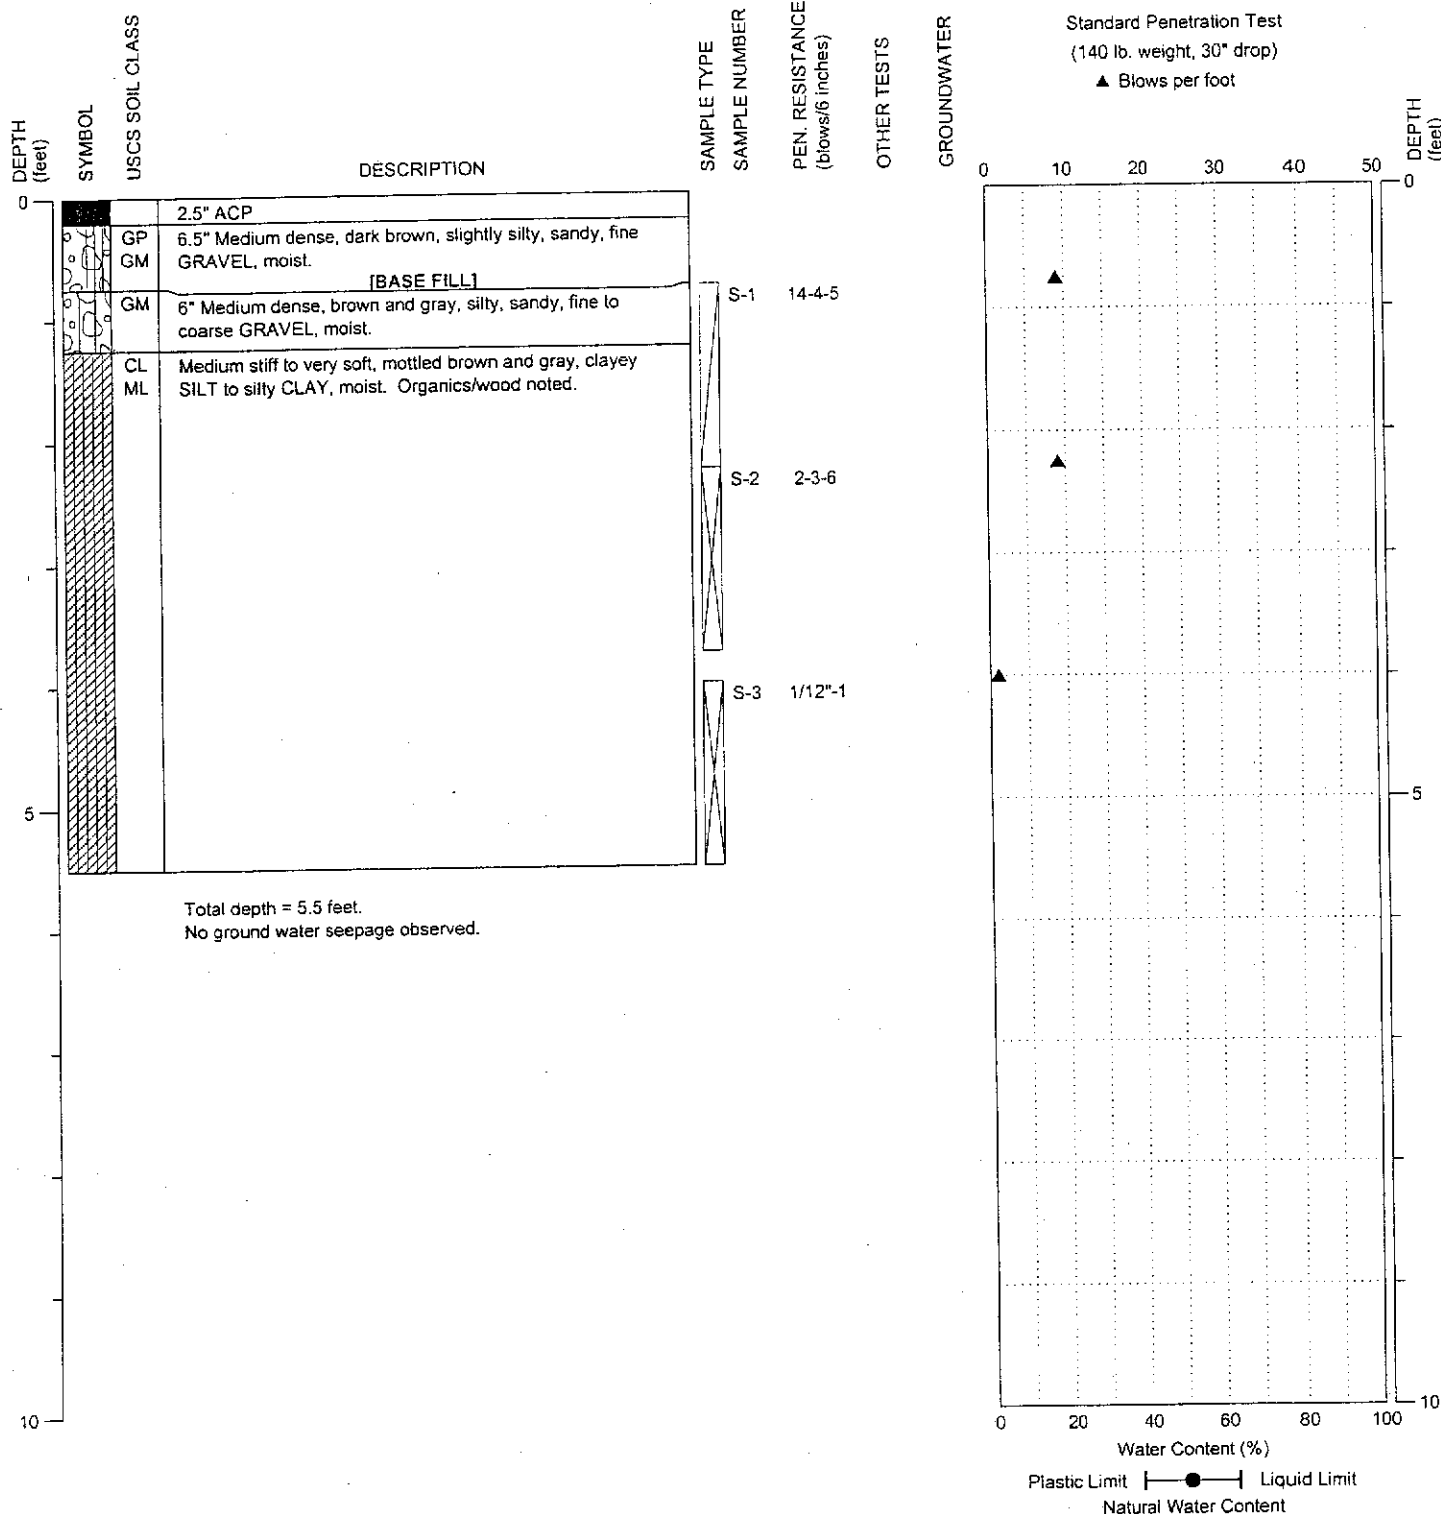 DEPTH
(feet)
SYMBOL
USCS SOIL CLASS
DESCRIPTION
SAMPLE TYPE
SAMPLE NUMBER
PEN. RESISTANCE
(blows/6 inches)
OTHER TESTS
GROUNDWATER
Standard Penetration Test
(140 lb. weight, 30" drop)
▲ Blows per foot
DEPTH
(feet)
0 10 20 30 40 50
0
0
2.5" ACP
GP
GM
6.5" Medium dense, dark brown, slightly silty, sandy, fine
GRAVEL, moist.
[BASE FILL]
GM
6" Medium dense, brown and gray, silty, sandy, fine to
coarse GRAVEL, moist.
S-1 14-4-5
CL
ML
Medium stiff to very soft, mottled brown and gray, clayey
SILT to silty CLAY, moist. Organics/wood noted.
S-2 2-3-6
S-3 1/12"-1
5
5
Total depth = 5.5 feet.
No ground water seepage observed.
10
10
0 20 40 60 80 100
Water Content (%)
Plastic Limit Liquid Limit
Natural Water Content